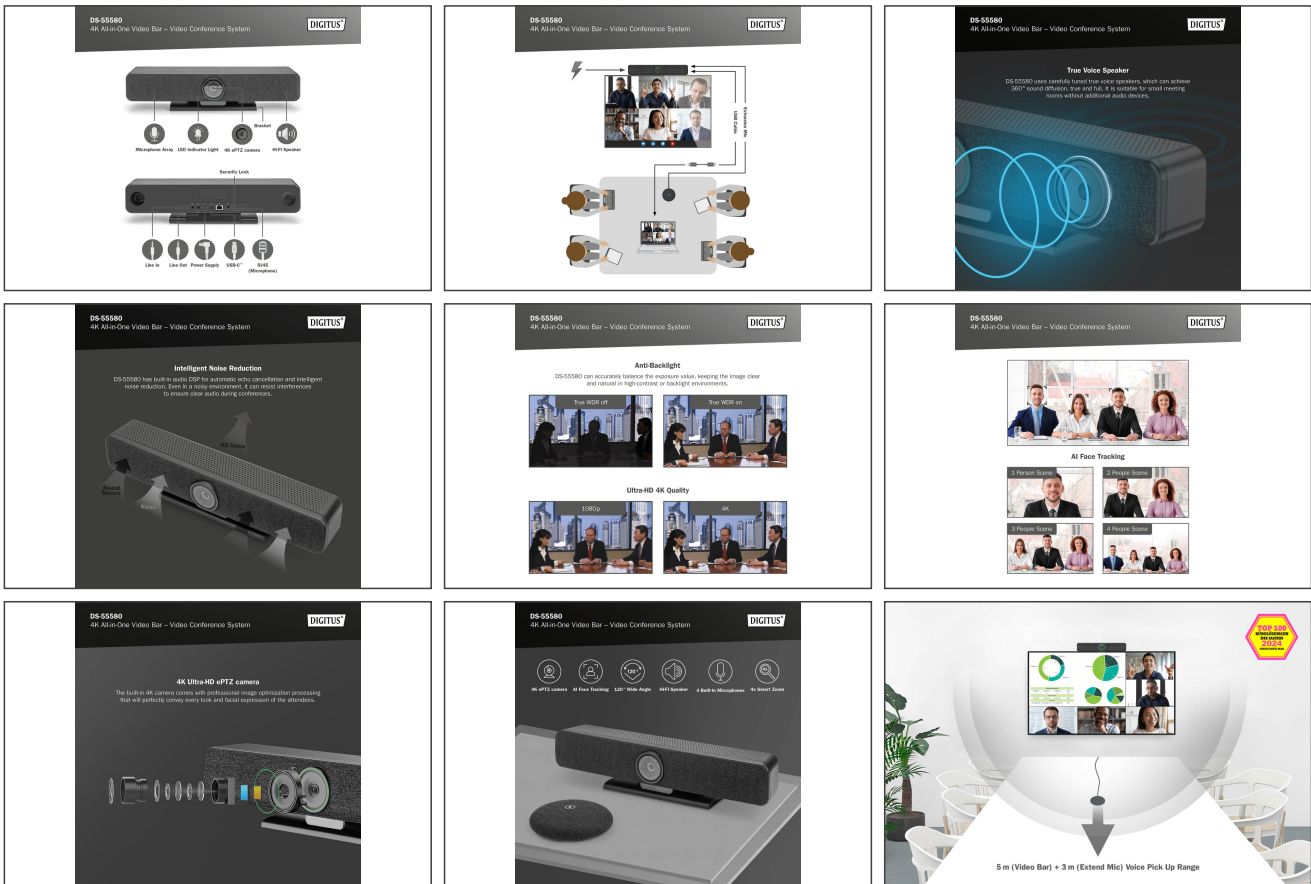 DS-55580
4K All-in-One Video Bar – Video Conference System
DIGITUS®
Bracket
Microphone Array
LED Indicator Light
4K ePTZ camera
Hi-Fi Speaker
Security Lock
Line In
Line Out
Power Supply
USB-C™
RJ45
(Microphone)
DS-55580
4K All-in-One Video Bar – Video Conference System
DIGITUS®
USB Cable
Extensive Mic
DS-55580
4K All-in-One Video Bar – Video Conference System
DIGITUS®
True Voice Speaker
DS-55580 uses carefully tuned true voice speakers, which can achieve
360° sound diffusion, true and full. It is suitable for small meeting
rooms without additional audio devices.
DS-55580
4K All-in-One Video Bar – Video Conference System
DIGITUS®
Intelligent Noise Reduction
DS-55580 has built-in audio DSP for automatic echo cancellation and intelligent
noise reduction. Even in a noisy environment, it can resist interferences
to ensure clear audio during conferences.
HD Voice
Sound
Source
Noise
DS-55580
4K All-in-One Video Bar – Video Conference System
DIGITUS®
Anti-Backlight
DS-55580 can accurately balance the exposure value, keeping the image clear
and natural in high-contrast or backlight environments.
True WDR off
True WDR on
Ultra-HD 4K Quality
1080p
4K
DS-55580
4K All-in-One Video Bar – Video Conference System
DIGITUS®
AI Face Tracking
1 Person Scene
2 People Scene
3 People Scene
4 People Scene
DS-55580
4K All-in-One Video Bar – Video Conference System
DIGITUS®
4K Ultra-HD ePTZ camera
The built-in 4K camera comes with professional image optimization processing
that will perfectly convey every look and facial expression of the attendees.
DS-55580
4K All-in-One Video Bar – Video Conference System
DIGITUS®
120°
4x
4K ePTZ camera
AI Face Tracking
120° Wide Angle
Hi-Fi Speaker
4 Built-in Microphones
4x Smart Zoom
TOP 100
BÜROLÖSUNGEN
DES JAHRES
2024
5 m (Video Bar) + 3 m (Extend Mic) Voice Pick Up Range